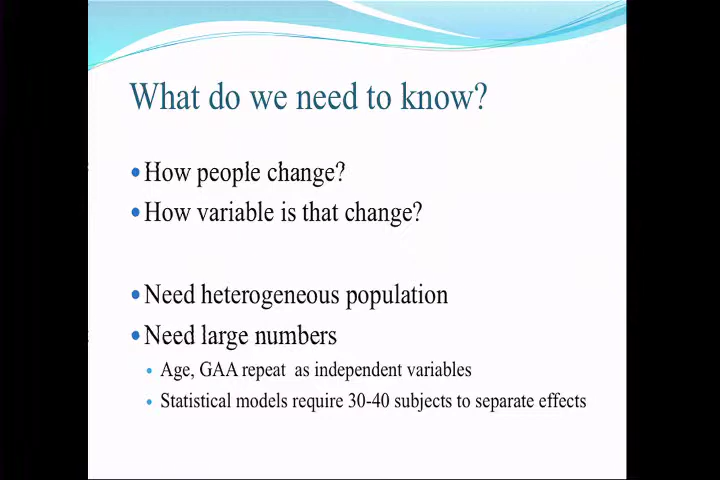 What do we need to know?
How people change?
How variable is that change?
Need heterogeneous population
Need large numbers
Age, GAA repeat as independent variables
Statistical models require 30-40 subjects to separate effects